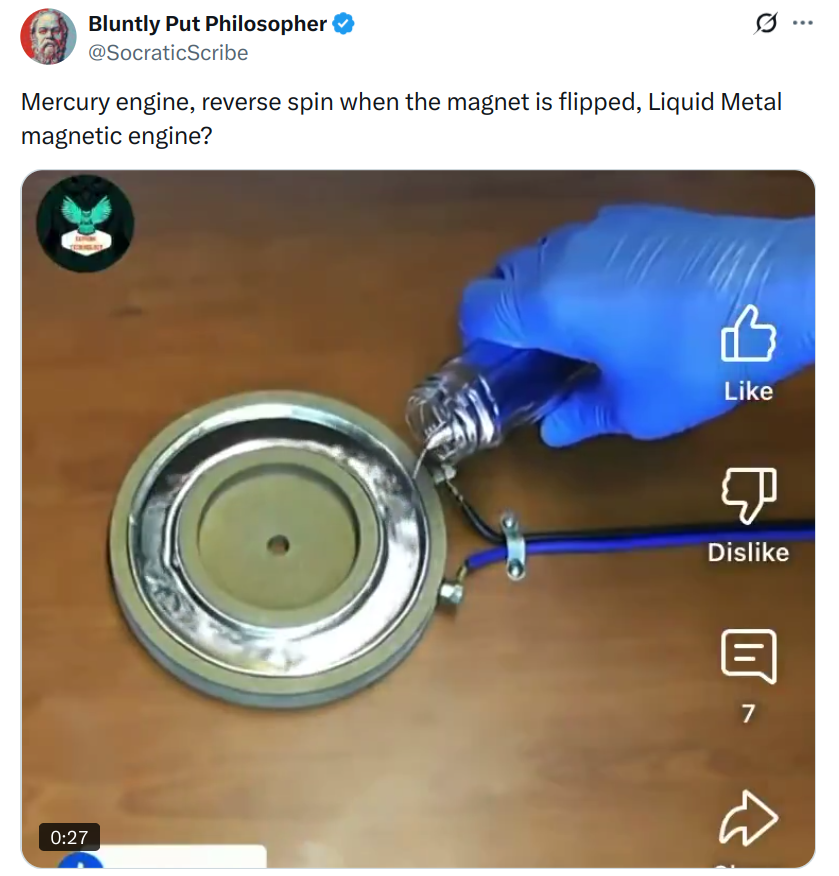 Bluntly Put Philosopher
@SocraticScribe
Mercury engine, reverse spin when the magnet is flipped, Liquid Metal
magnetic engine?
Like
Dislike
7
0:27